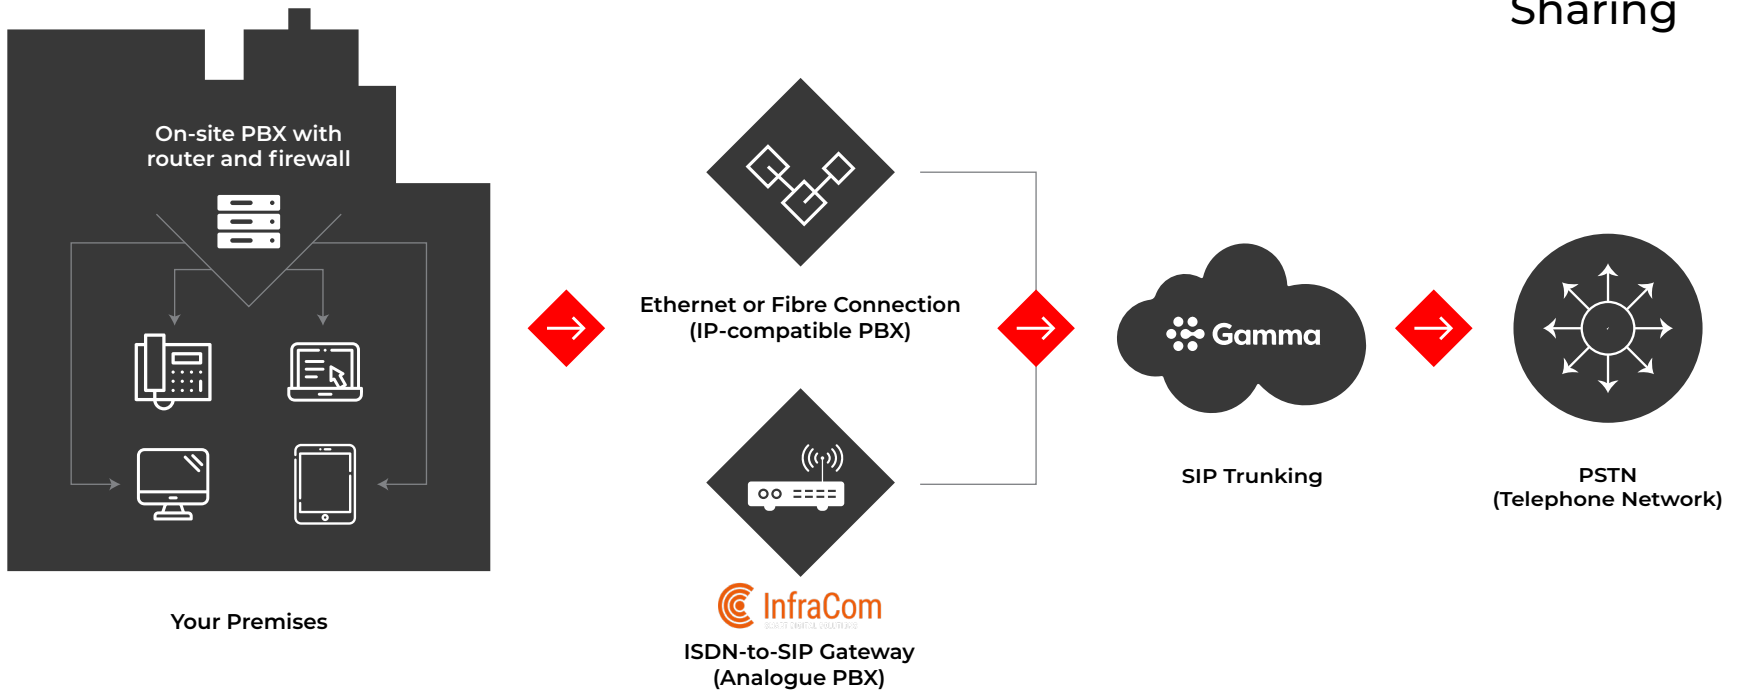 Sharing
On-site PBX with
router and firewall
Ethernet or Fibre Connection
(IP-compatible PBX)
Gamma
SIP Trunking
PSTN
(Telephone Network)
InfraCom
Your Premises
ISDN-to-SIP Gateway
(Analogue PBX)